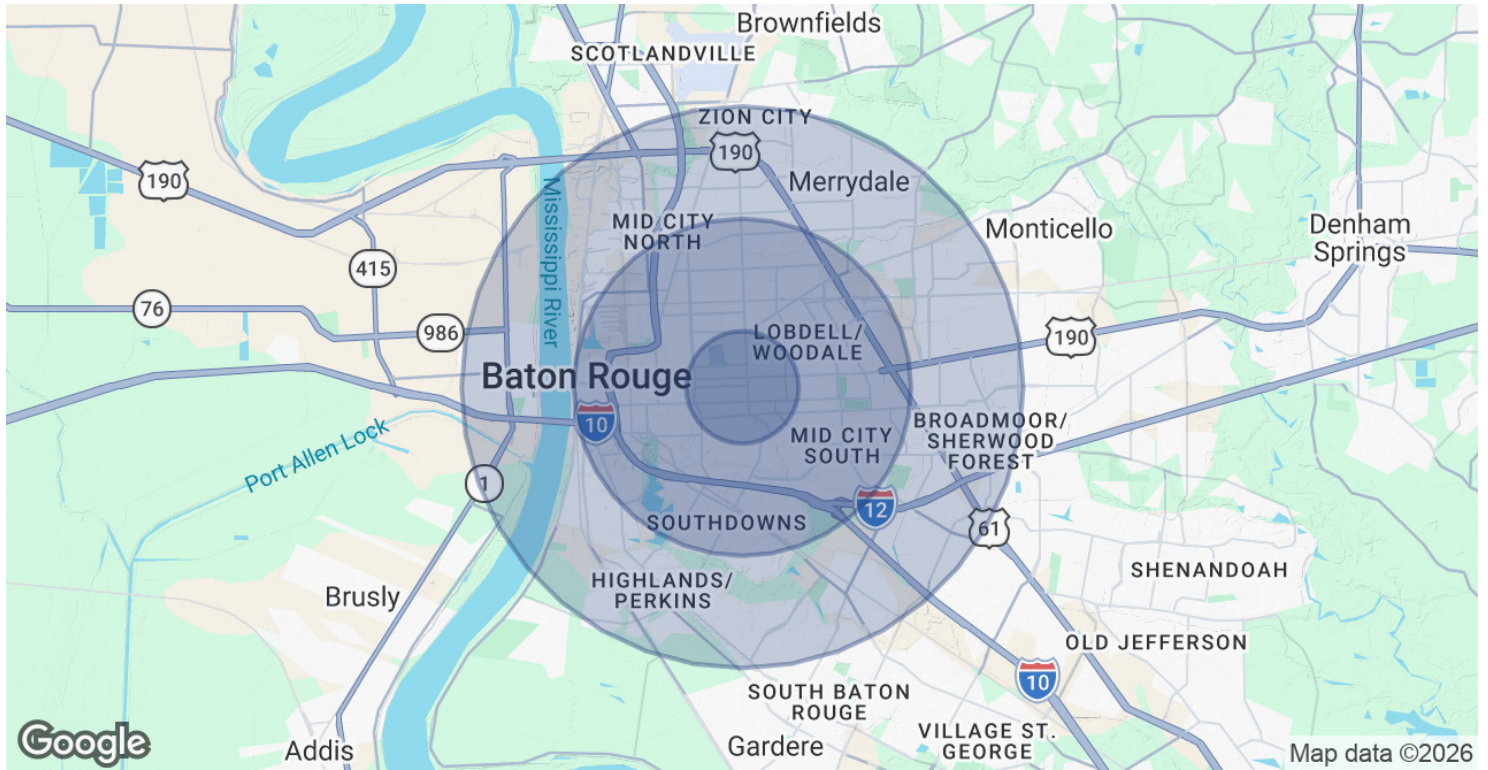 Brownfields
SCOTLANDVILLE
ZION CITY
190
190
Merrydale
Mississippi River
MID CITY
NORTH
Monticello
Denham
Springs
415
76
986
LOBDELL/
WOODALE
190
Baton Rouge
10
BROADMOOR/
SHERWOOD
FOREST
MID CITY
SOUTH
Port Allen Lock
1
12
SOUTHDOWNS
61
HIGHLANDS/
PERKINS
SHENANDOAH
Brusly
OLD JEFFERSON
10
SOUTH BATON
ROUGE
VILLAGE ST.
GEORGE
Gardere
Addis
Google
Map data ©2026